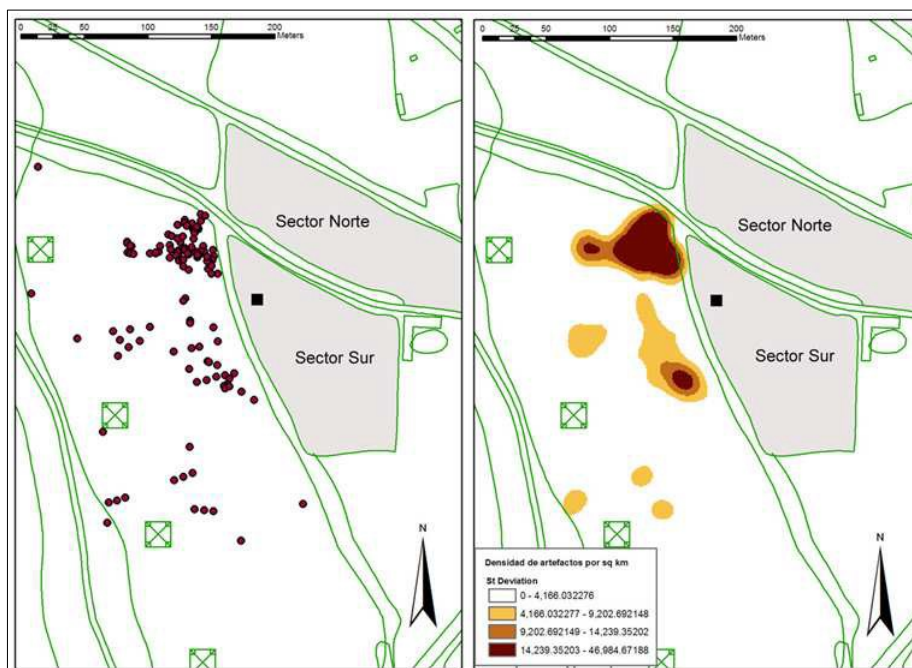 0 25 50 100 150 200
Meters
Sector Norte
Sector Sur
N
0 25 50 100 150 200
Meters
Sector Norte
Sector Sur
N
Densidad de artefactos por sq km
St Deviation
0 - 4,166.032276
4,166.032277 - 9,202.692148
9,202.692149 - 14,239.35202
14,239.35203 - 46,984.67188